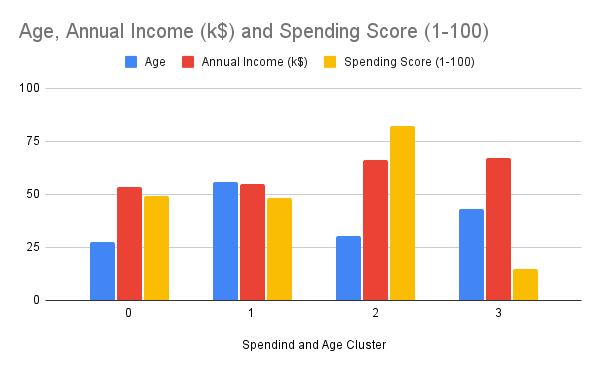 Age, Annual Income (k$) and Spending Score (1-100)
Age Annual Income (k$) Spending Score (1-100)
100
75
50
25
0
0 1 2 3
Spendind and Age Cluster